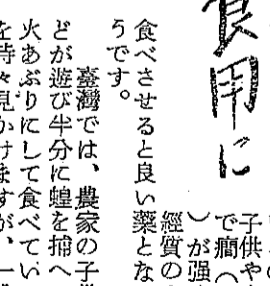 食用に
子供や
で癇（
）が强
經質の
食べさせると良い藥とな
うです。
臺灣では、農家の子
どが遊び半分に蝗を捕へ
火あぶりにして食べてい
を時々見かけますが、一